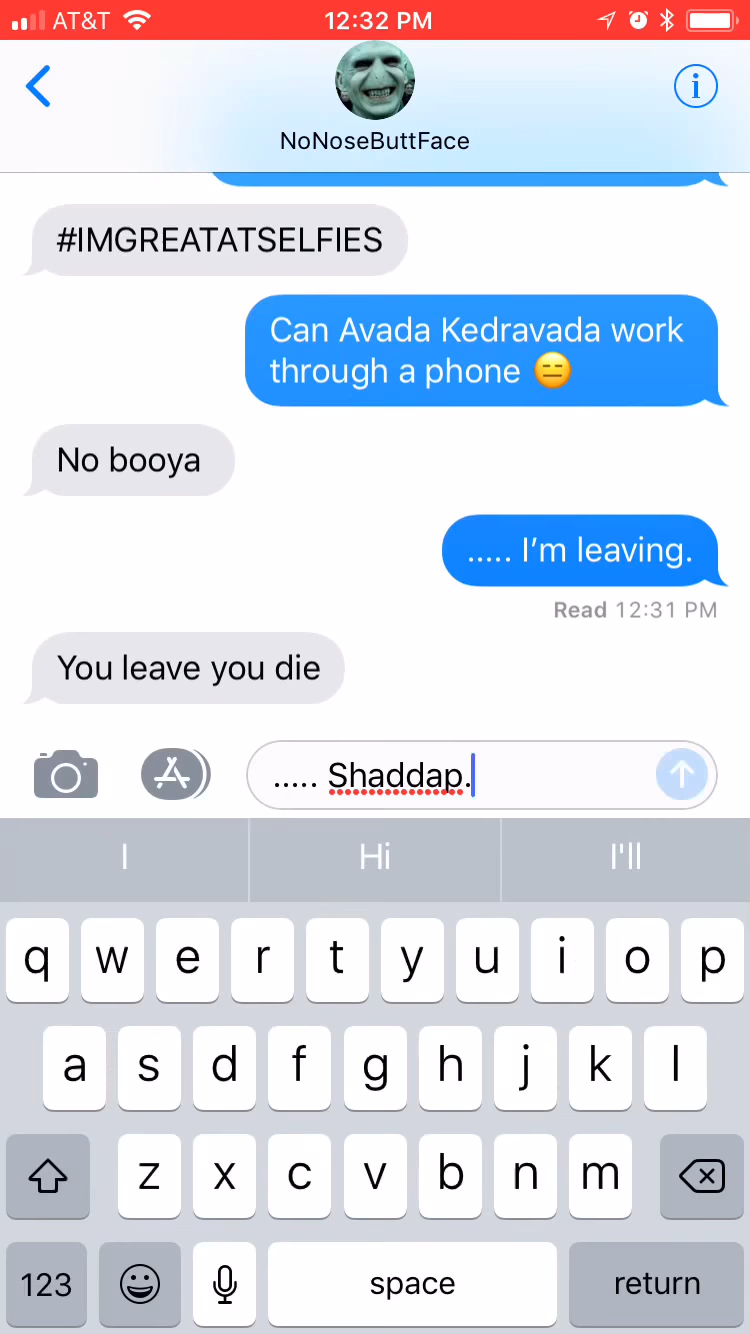 AT&T 12:32 PM
NoNoseButtFace
#IMGREATATSELFIES
Can Avada Kedravada work
through a phone 😑
No booya
..... I'm leaving.
Read 12:31 PM
You leave you die
..... Shaddap.
I Hi I'll
q w e r t y u i o p
a s d f g h j k l
z x c v b n m
123 space return